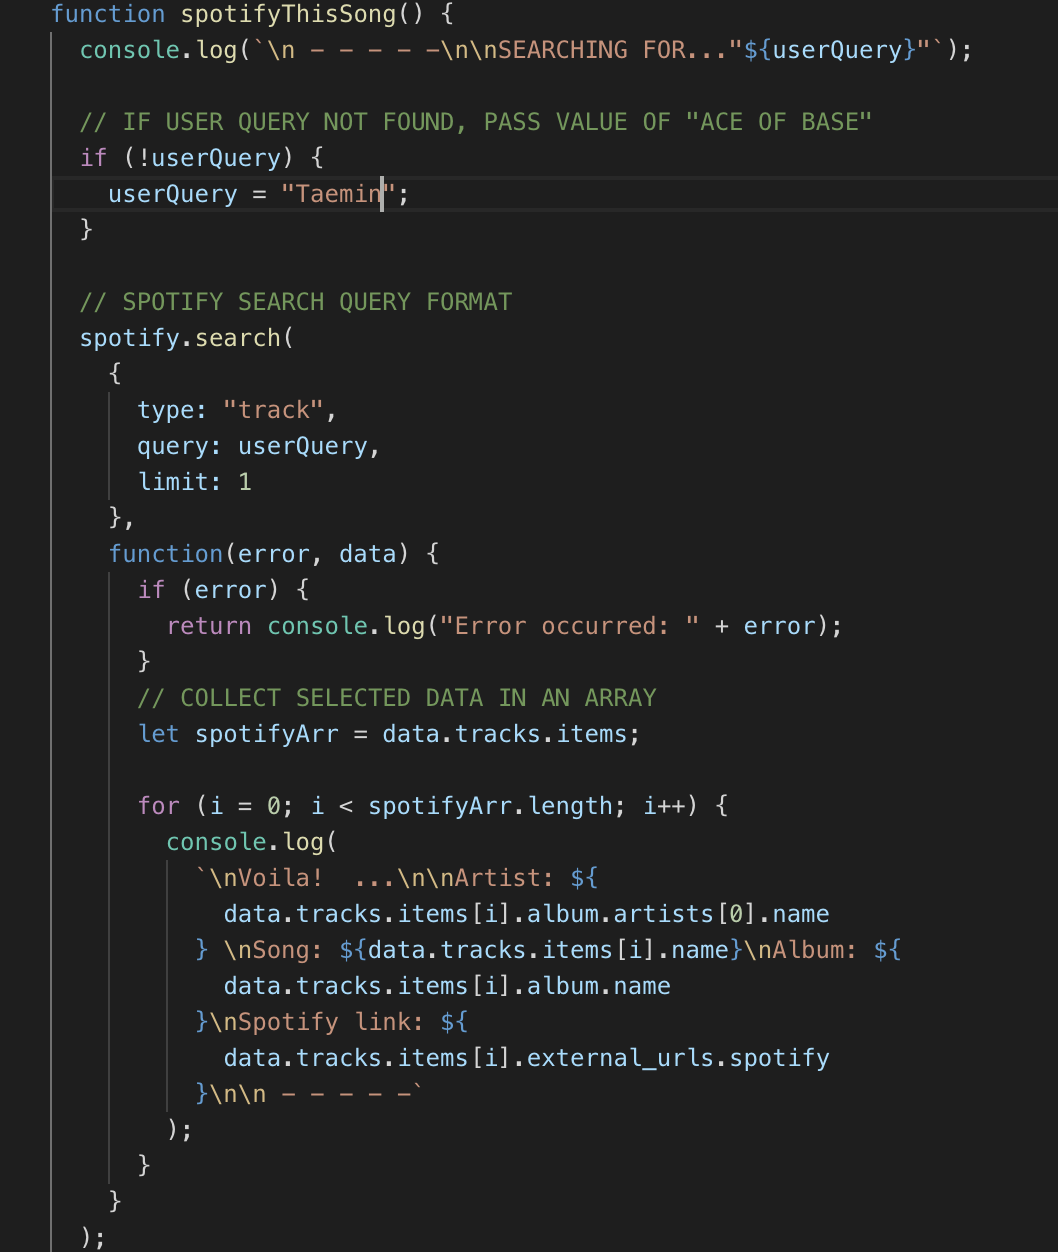 function spotifyThisSong() {
  console.log(`\n – – – – –\n\nSEARCHING FOR..."${userQuery}"`);

  // IF USER QUERY NOT FOUND, PASS VALUE OF "ACE OF BASE"
  if (!userQuery) {
    userQuery = "Taemin";
  }

  // SPOTIFY SEARCH QUERY FORMAT
  spotify.search(
    {
      type: "track",
      query: userQuery,
      limit: 1
    },
    function(error, data) {
      if (error) {
        return console.log("Error occurred: " + error);
      }
      // COLLECT SELECTED DATA IN AN ARRAY
      let spotifyArr = data.tracks.items;

      for (i = 0; i < spotifyArr.length; i++) {
        console.log(
          `\nVoila!  ...\n\nArtist: ${
            data.tracks.items[i].album.artists[0].name
          } \nSong: ${data.tracks.items[i].name}\nAlbum: ${
            data.tracks.items[i].album.name
          }\nSpotify link: ${
            data.tracks.items[i].external_urls.spotify
          }\n\n – – – – –`
        );
      }
    }
  );